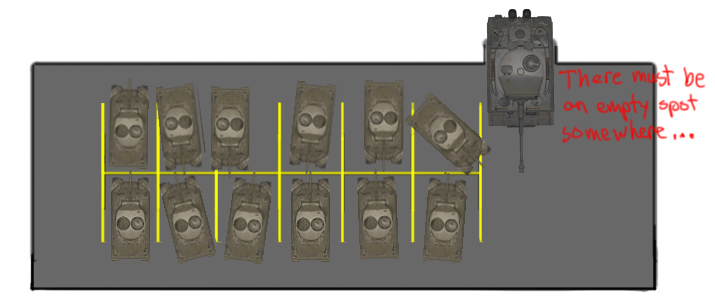 There must be
an empty spot
somewhere...